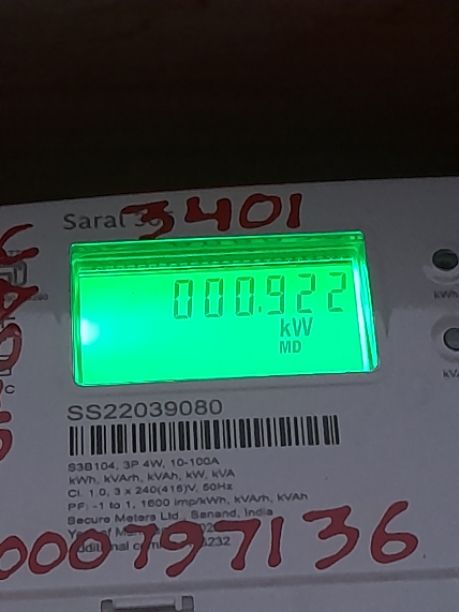 Saral 3401
000.922
kW
MD
kWh
SS22039080
S3B104, 3P 4W, 10-100A
kWh, kVArh, kVAh, kW, kVA
Cl. 1.0, 3 x 240(415)V, 50Hz
PF: -1 to 1, 1600 imp/kWh, kVArh, kVAh
Secure Meters Ltd., Sanand, India
000797136